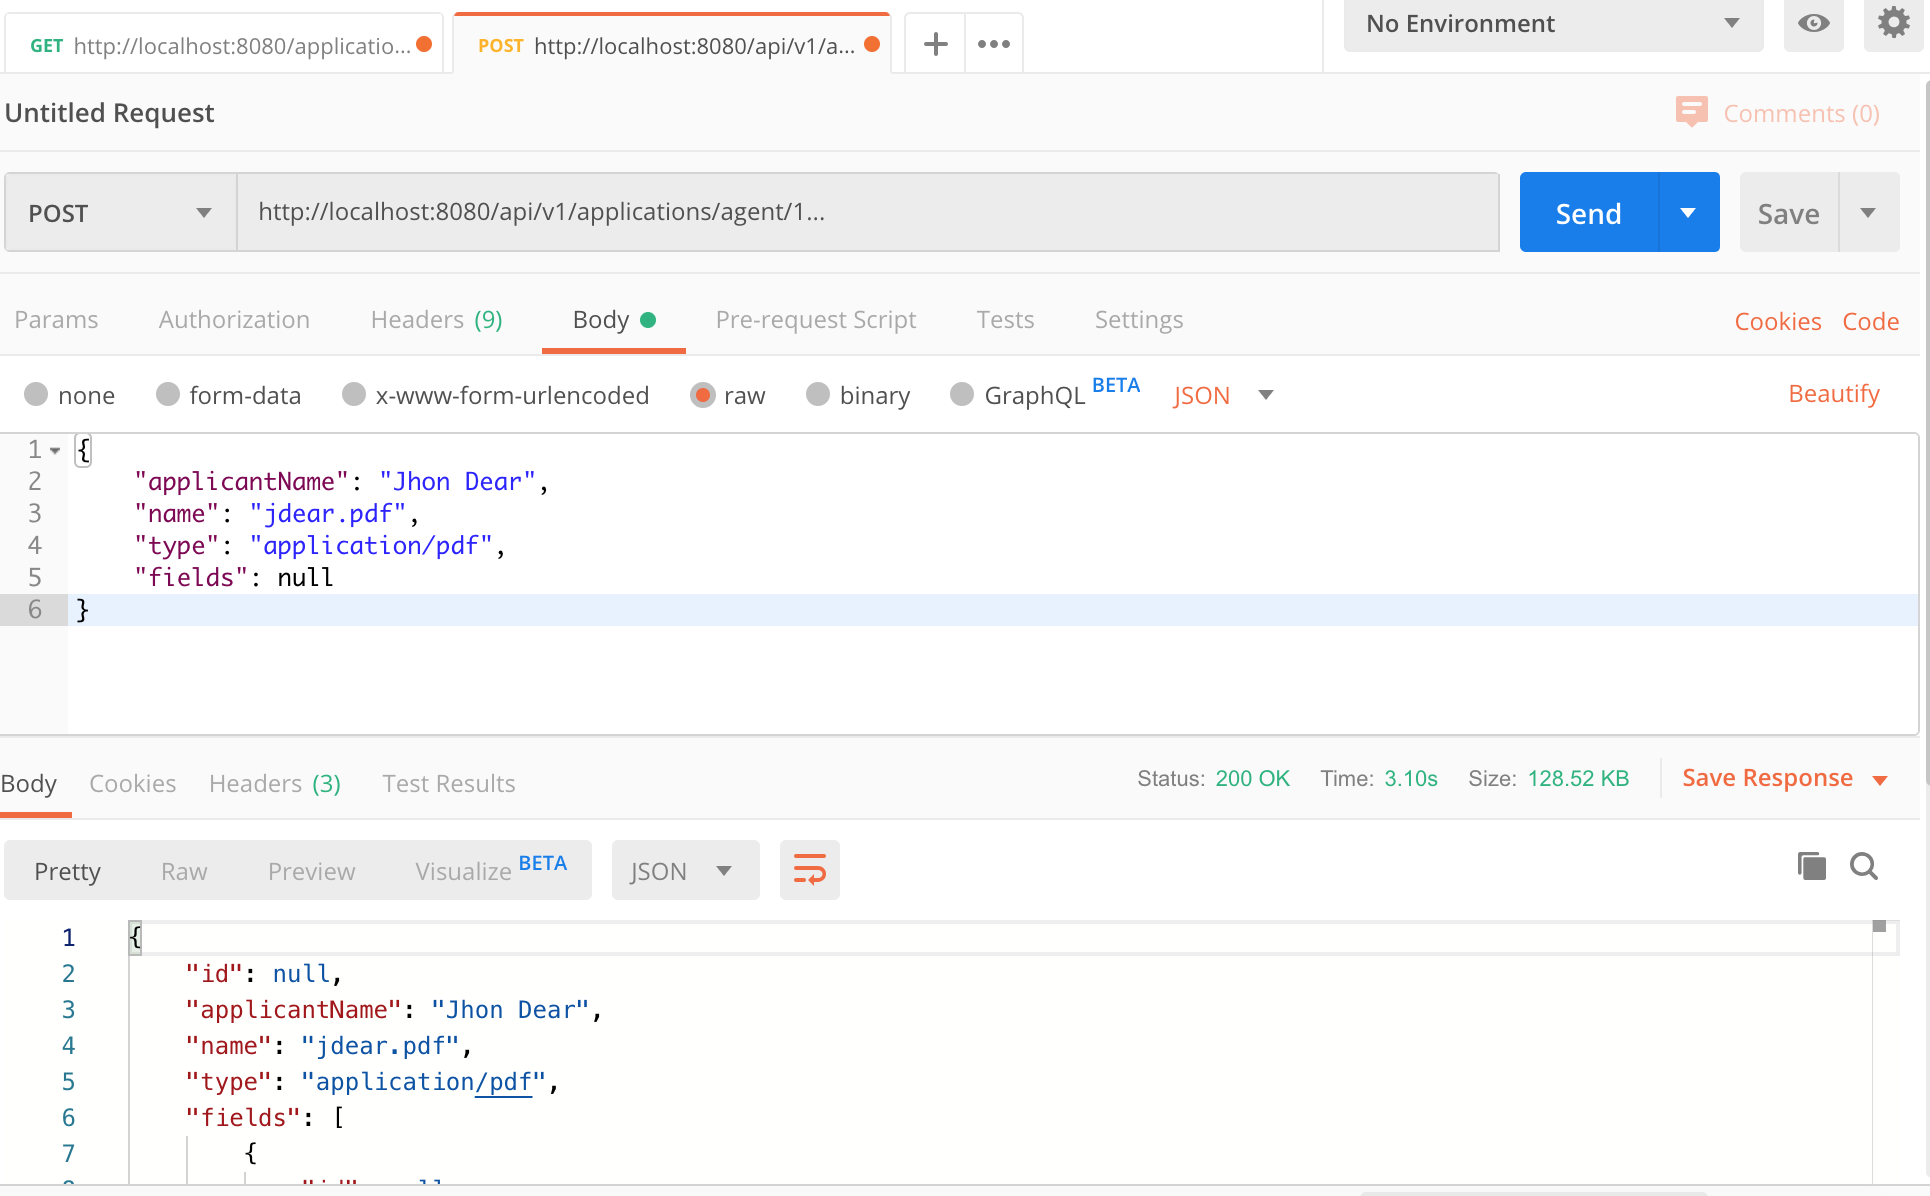 GET http://localhost:8080/applicatio...
POST http://localhost:8080/api/v1/a...
No Environment
Untitled Request
Comments (0)
POST
http://localhost:8080/api/v1/applications/agent/1...
Send
Save
Params Authorization Headers (9) Body Pre-request Script Tests Settings
Cookies Code
none form-data x-www-form-urlencoded raw binary GraphQL BETA JSON
Beautify
1 {
2 "applicantName": "Jhon Dear",
3 "name": "jdear.pdf",
4 "type": "application/pdf",
5 "fields": null
6 }
Body Cookies Headers (3) Test Results
Status: 200 OK Time: 3.10s Size: 128.52 KB
Save Response
Pretty Raw Preview Visualize BETA
JSON
1 {
2 "id": null,
3 "applicantName": "Jhon Dear",
4 "name": "jdear.pdf",
5 "type": "application/pdf",
6 "fields": [
7 {